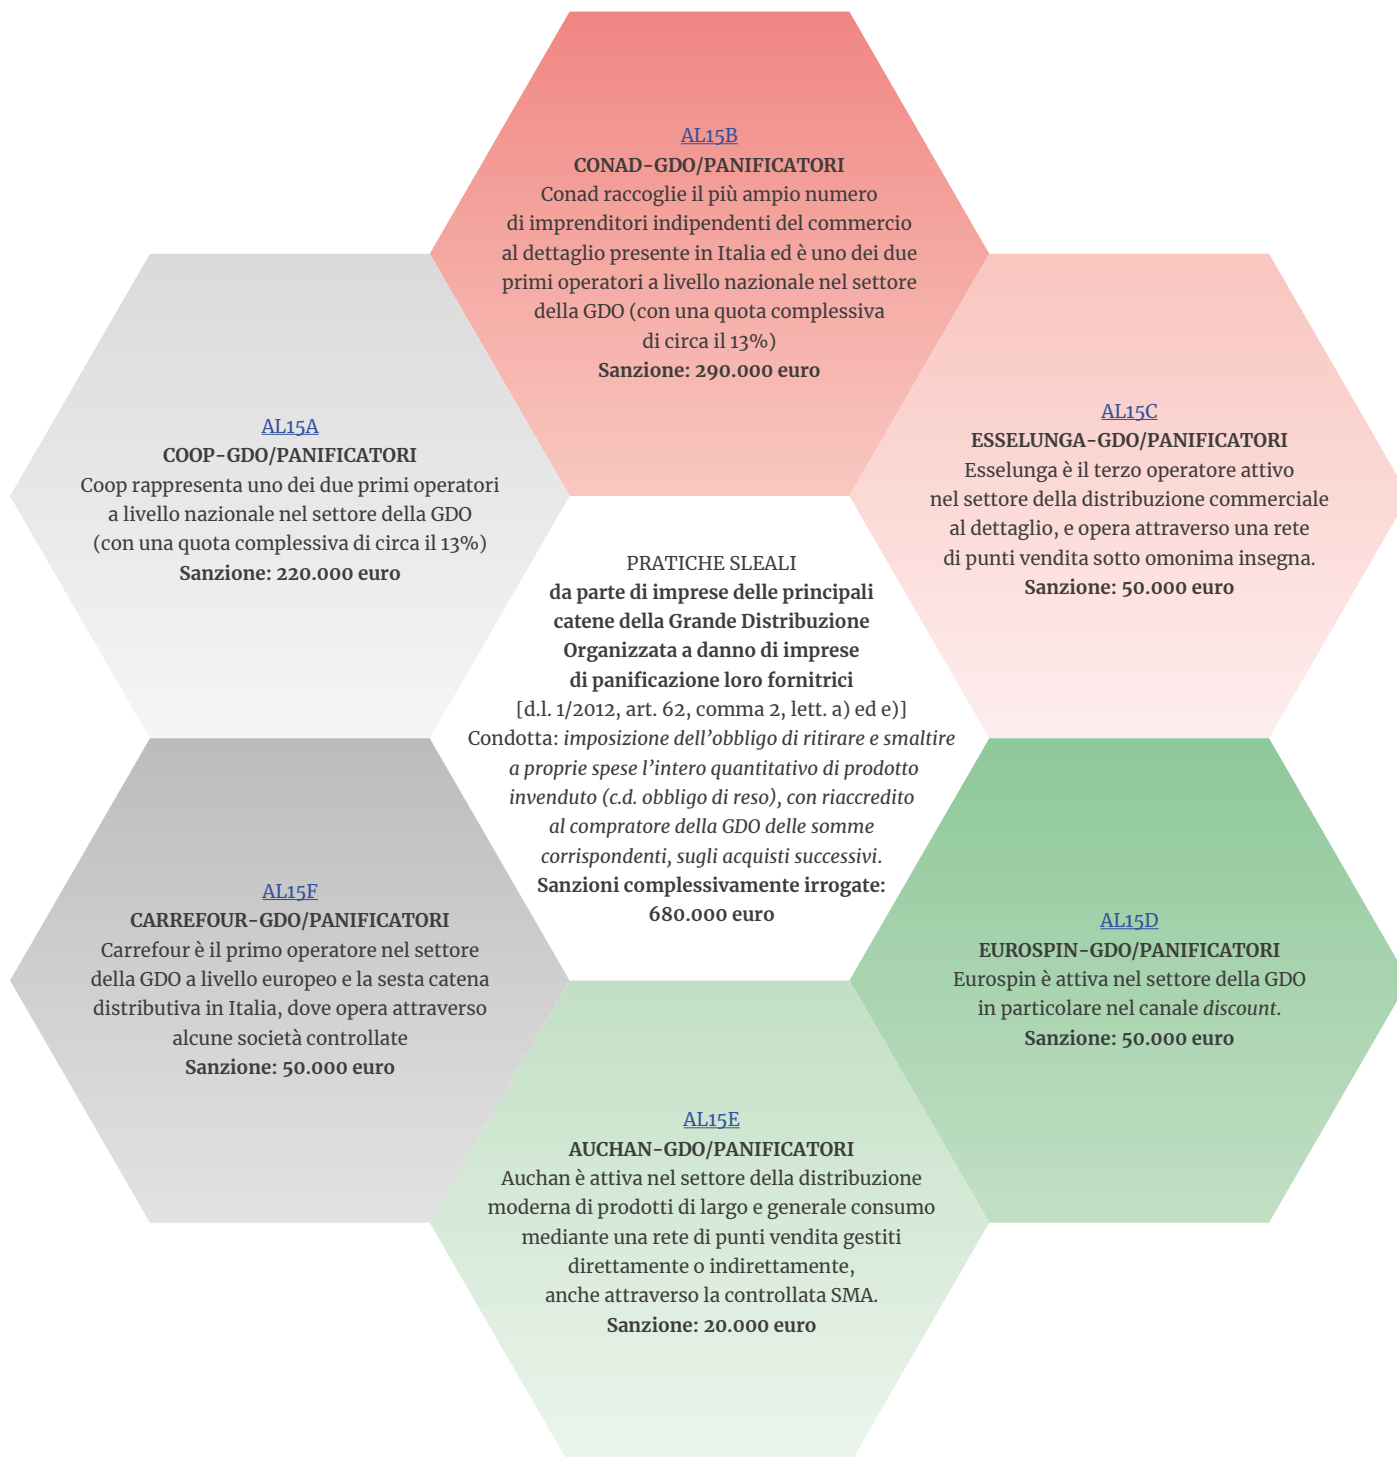 AL15B
CONAD-GDO/PANIFICATORI
Conad raccoglie il più ampio numero
di imprenditori indipendenti del commercio
al dettaglio presente in Italia ed è uno dei due
primi operatori a livello nazionale nel settore
della GDO (con una quota complessiva
di circa il 13%)
Sanzione: 290.000 euro
AL15A
COOP-GDO/PANIFICATORI
Coop rappresenta uno dei due primi operatori
a livello nazionale nel settore della GDO
(con una quota complessiva di circa il 13%)
Sanzione: 220.000 euro
AL15C
ESSELUNGA-GDO/PANIFICATORI
Esselunga è il terzo operatore attivo
nel settore della distribuzione commerciale
al dettaglio, e opera attraverso una rete
di punti vendita sotto omonima insegna.
Sanzione: 50.000 euro
PRATICHE SLEALI
da parte di imprese delle principali
catene della Grande Distribuzione
Organizzata a danno di imprese
di panificazione loro fornitrici
[d.l. 1/2012, art. 62, comma 2, lett. a) ed e)]
Condotta: imposizione dell’obbligo di ritirare e smaltire
a proprie spese l’intero quantitativo di prodotto
invenduto (c.d. obbligo di reso), con riaccredito
al compratore della GDO delle somme
corrispondenti, sugli acquisti successivi.
Sanzioni complessivamente irrogate:
680.000 euro
AL15F
CARREFOUR-GDO/PANIFICATORI
Carrefour è il primo operatore nel settore
della GDO a livello europeo e la sesta catena
distributiva in Italia, dove opera attraverso
alcune società controllate
Sanzione: 50.000 euro
AL15D
EUROSPIN-GDO/PANIFICATORI
Eurospin è attiva nel settore della GDO
in particolare nel canale discount.
Sanzione: 50.000 euro
AL15E
AUCHAN-GDO/PANIFICATORI
Auchan è attiva nel settore della distribuzione
moderna di prodotti di largo e generale consumo
mediante una rete di punti vendita gestiti
direttamente o indirettamente,
anche attraverso la controllata SMA.
Sanzione: 20.000 euro